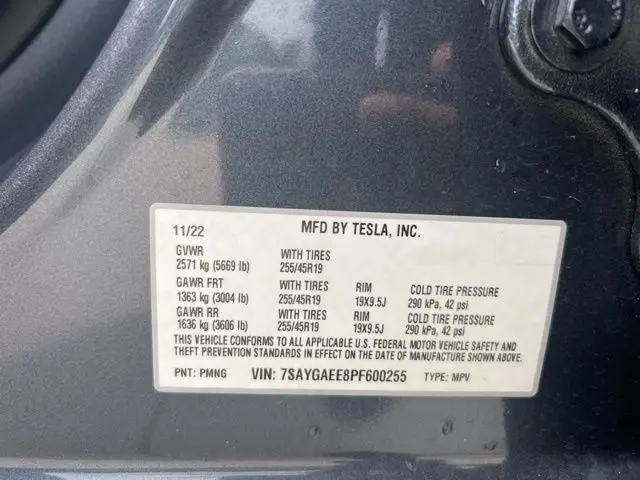 11/22 MFD BY TESLA, INC.
GVWR WITH TIRES
2571 kg (5669 lb) 255/45R19
GAWR FRT WITH TIRES RIM COLD TIRE PRESSURE
1363 kg (3004 lb) 255/45R19 19X9.5J 290 kPa, 42 psi
GAWR RR WITH TIRES RIM COLD TIRE PRESSURE
1636 kg (3606 lb) 255/45R19 19X9.5J 290 kPa, 42 psi
THIS VEHICLE CONFORMS TO ALL APPLICABLE U.S. FEDERAL MOTOR VEHICLE SAFETY AND
THEFT PREVENTION STANDARDS IN EFFECT ON THE DATE OF MANUFACTURE SHOWN ABOVE.
PNT: PMNG VIN: 7SAYGAEE8PF600255 TYPE: MPV